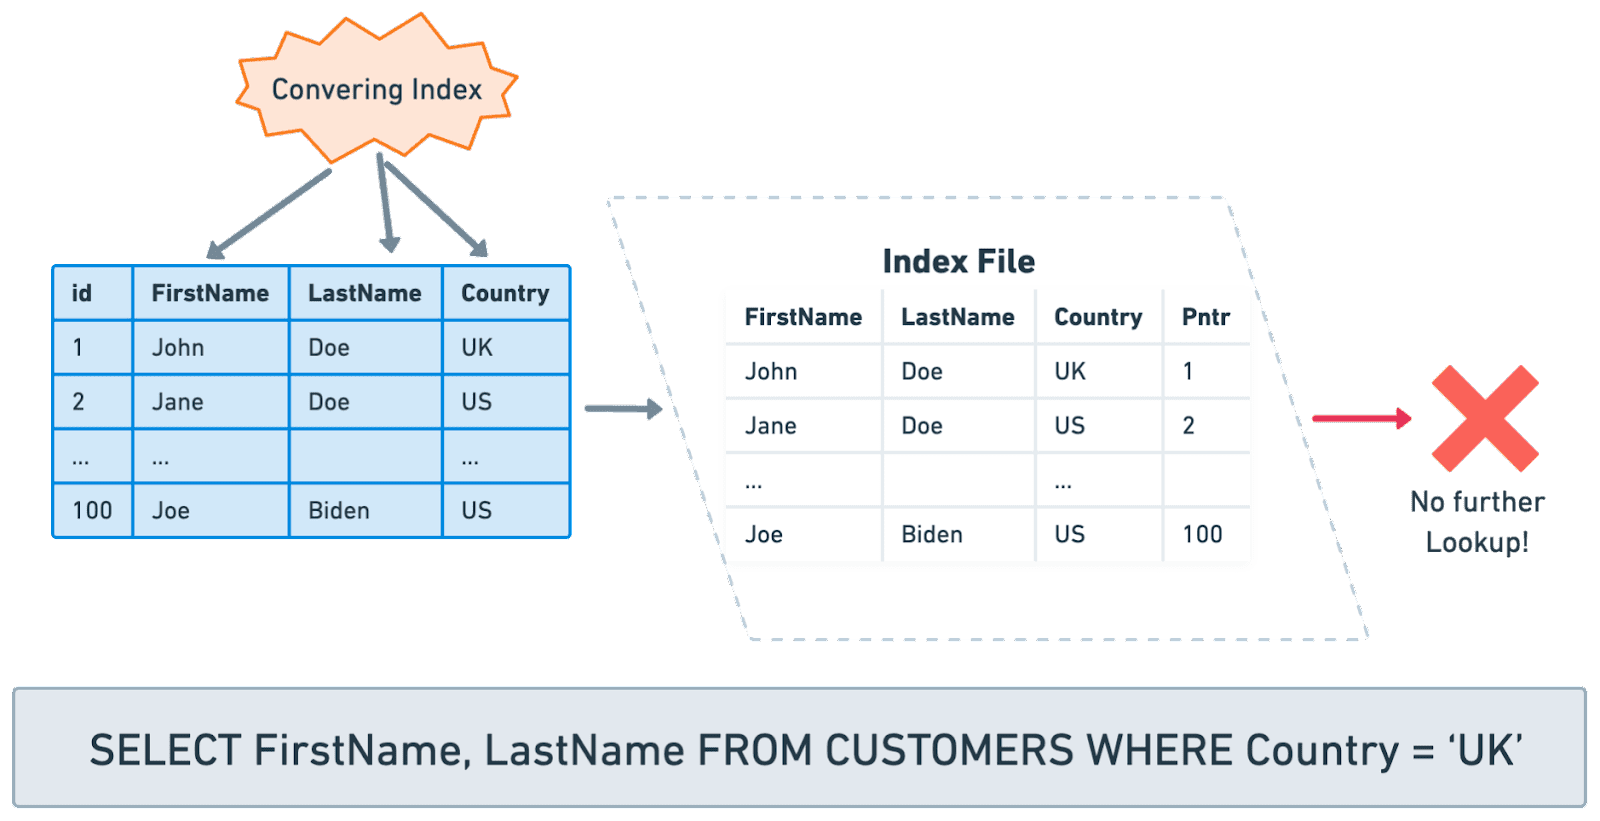 Convering Index
id FirstName LastName Country
1 John Doe UK
2 Jane Doe US
... ... ...
100 Joe Biden US
Index File
FirstName LastName Country Pntr
John Doe UK 1
Jane Doe US 2
... ...
Joe Biden US 100
No further
Lookup!
SELECT FirstName, LastName FROM CUSTOMERS WHERE Country = ‘UK’